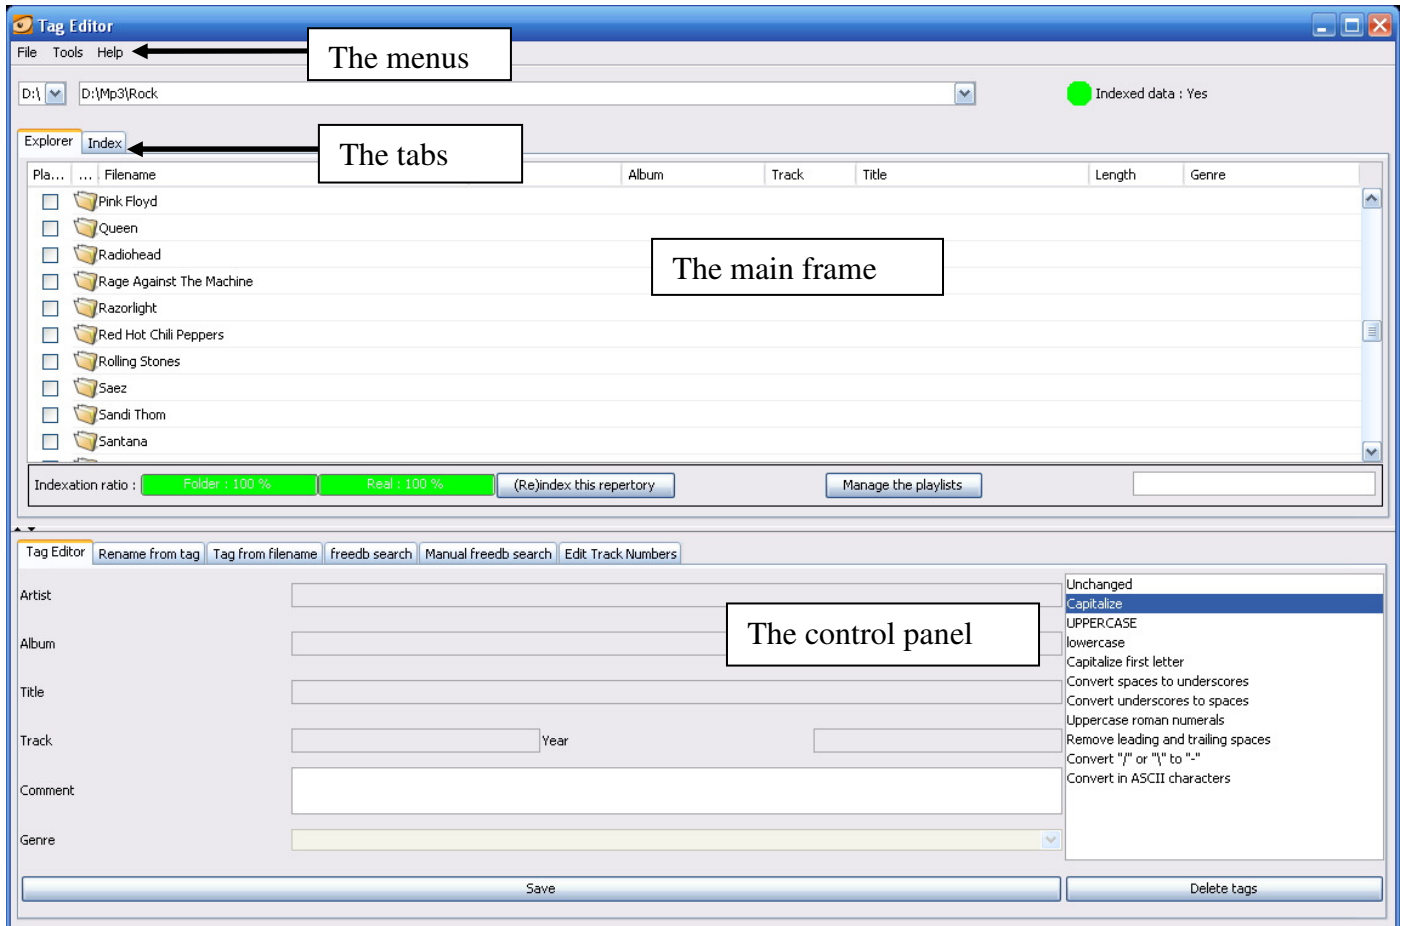 Tag Editor
File Tools Help
The menus
D:\ D:\Mp3\Rock Indexed data : Yes
Explorer Index
The tabs
Pla... ... Filename Album Track Title Length Genre
Pink Floyd
Queen
Radiohead
The main frame
Rage Against The Machine
Razorlight
Red Hot Chili Peppers
Rolling Stones
Saez
Sandi Thom
Santana
Indexation ratio : Folder : 100 % Real : 100 % (Re)index this repertory Manage the playlists
Tag Editor Rename from tag Tag from filename freedb search Manual freedb search Edit Track Numbers
Artist
Album
Title
Track Year
Comment
Genre
The control panel
Unchanged
Capitalize
UPPERCASE
lowercase
Capitalize first letter
Convert spaces to underscores
Convert underscores to spaces
Uppercase roman numerals
Remove leading and trailing spaces
Convert "/" or "\" to "-"
Convert in ASCII characters
Save Delete tags